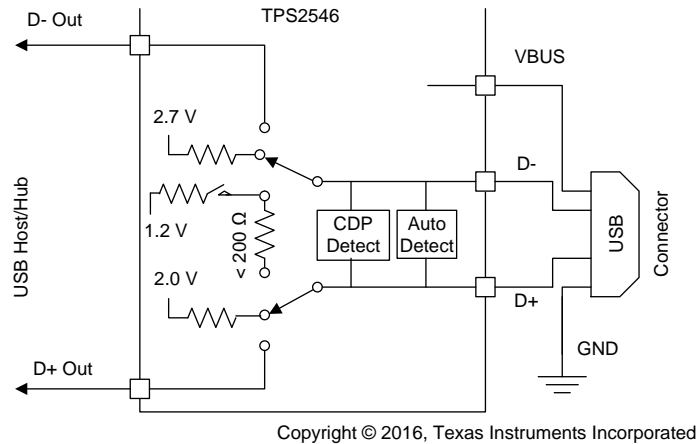 TPS2546
D- Out
VBUS
2.7 V
D-
1.2 V
< 200 Ω
CDP
Detect
Auto
Detect
USB
Connector
USB Host/Hub
2.0 V
D+
D+ Out
GND
Copyright © 2016, Texas Instruments Incorporated